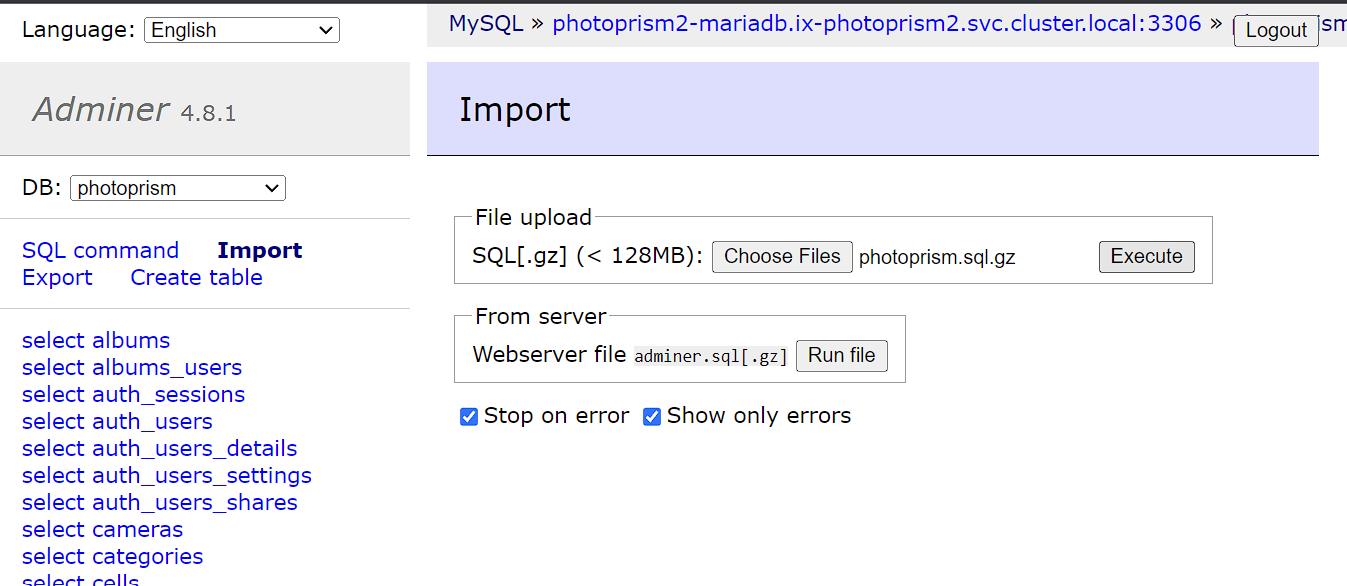 Language: English
MySQL » photoprism2-mariadb.ix-photoprism2.svc.cluster.local:3306 »
Logout
Adminer 4.8.1
Import
DB: photoprism
SQL command Import
Export Create table
File upload
SQL[.gz] (< 128MB): Choose Files photoprism.sql.gz Execute
From server
Webserver file adminer.sql[.gz] Run file
Stop on error Show only errors
select albums
select albums_users
select auth_sessions
select auth_users
select auth_users_details
select auth_users_settings
select auth_users_shares
select cameras
select categories
select cells